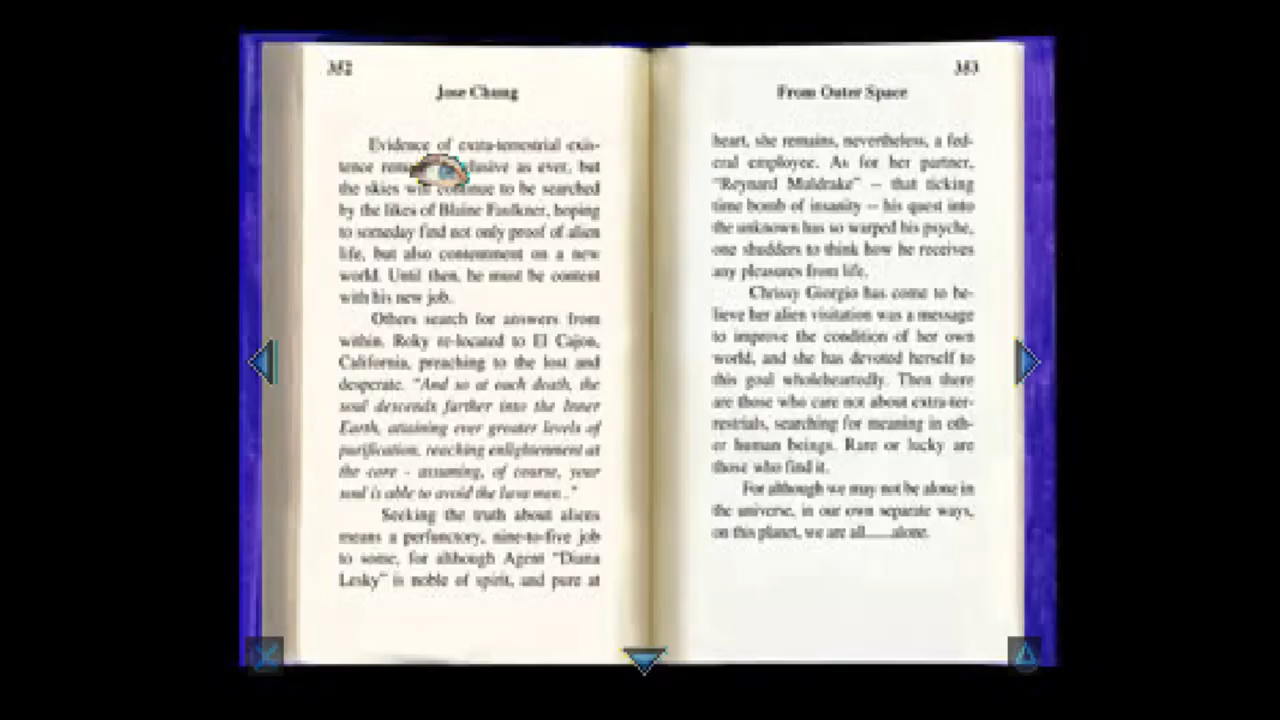 352
Jose Chung
Evidence of extra-terrestrial exis-
tence lusive as ever, but
the skies will continue to be searched
by the likes of Blaine Faulkner, hoping
to someday find not only proof of alien
life, but also contentment on a new
world. Until then, he must be content
with his new job.
Others search for answers from
within. Roky re-located to El Cajon,
California, preaching to the lost and
desperate. "And so at each death, the
soul descends farther into the Inner
Earth, attaining ever greater levels of
purification, reaching enlightenment at
the core - assuming, of course, your
soul is able to avoid the lava men.."
Seeking the truth about aliens
means a perfunctory, nine-to-five job
to some, for although Agent "Diana
Lesky" is noble of spirit, and pure at
353
From Outer Space
heart, she remains, nevertheless, a fed-
eral employee. As for her partner,
"Reynard Muldrake" -- that ticking
time bomb of insanity -- his quest into
the unknown has so warped his psyche,
one shudders to think how he receives
any pleasures from life.
Chrissy Giorgio has come to be-
lieve her alien visitation was a message
to improve the condition of her own
world, and she has devoted herself to
this goal wholeheartedly. Then there
are those who care not about extra-ter-
restrials, searching for meaning in oth-
er human beings. Rare or lucky are
those who find it.
For although we may not be alone in
the universe, in our own separate ways,
on this planet, we are all......alone.